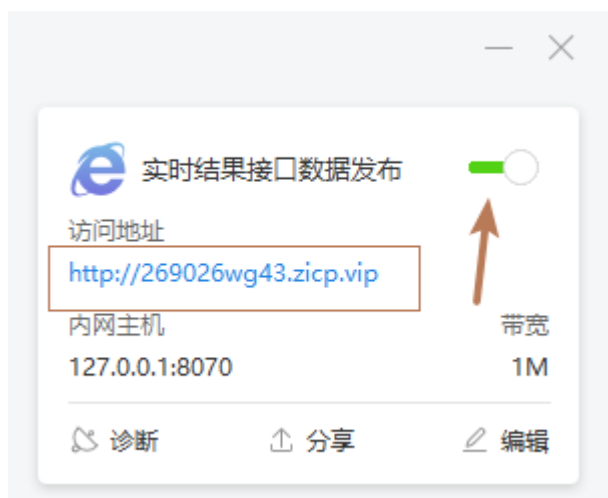 实时结果接口数据发布
访问地址
http://269026wg43.zicp.vip
内网主机 带宽
127.0.0.1:8070 1M
诊断 分享 编辑